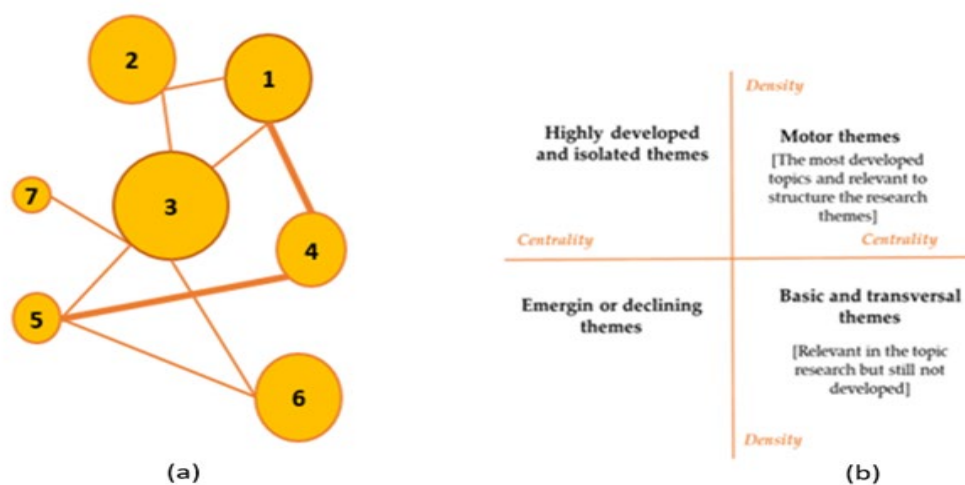 2
1
7
3
4
5
6
(a)
Density
Highly developed
and isolated themes
Motor themes
[The most developed
topics and relevant to
structure the research
themes]
Centrality
Centrality
Emergin or declining
themes
Basic and transversal
themes
[Relevant in the topic
research but still not
developed]
Density
(b)